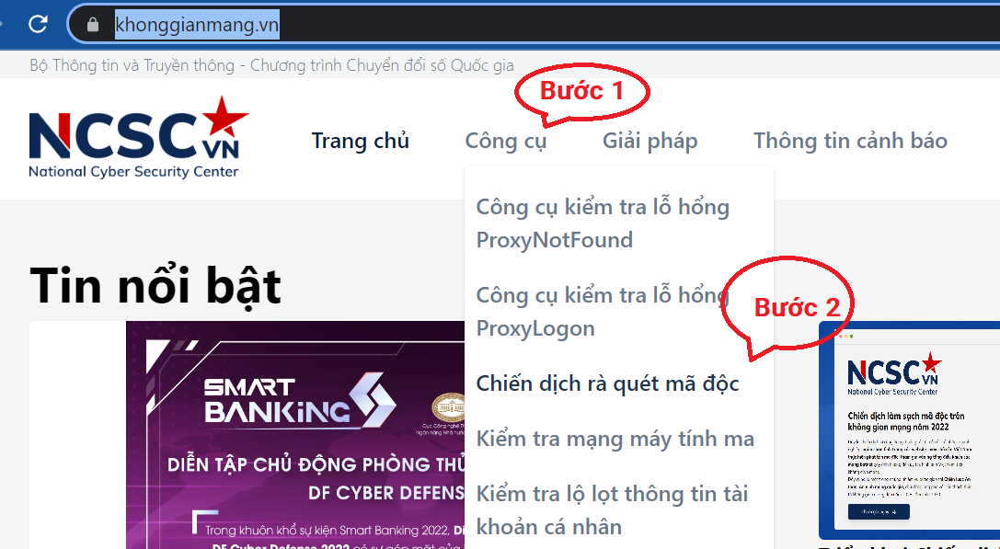 khonggianmang.vn
Bộ Thông tin và Truyền thông - Chương trình Chuyển đổi số Quốc gia
Bước 1
NCSC VN
National Cyber Security Center
Trang chủ
Công cụ
Giải pháp
Thông tin cảnh báo
Công cụ kiểm tra lỗ hổng
ProxyNotFound
Công cụ kiểm tra lỗ hổng
ProxyLogon
Bước 2
Chiến dịch rà quét mã độc
Kiểm tra mạng máy tính ma
Kiểm tra lộ lọt thông tin tài
khoản cá nhân
Tin nổi bật
SMART
BANKING
DIỄN TẬP CHỦ ĐỘNG PHÒNG THỦ
DF CYBER DEFENS
Trong khuôn khổ sự kiện Smart Banking 2022,
NCSC VN
National Cyber Security Center
Chiến dịch làm sạch mã độc trên
không gian mạng năm 2022